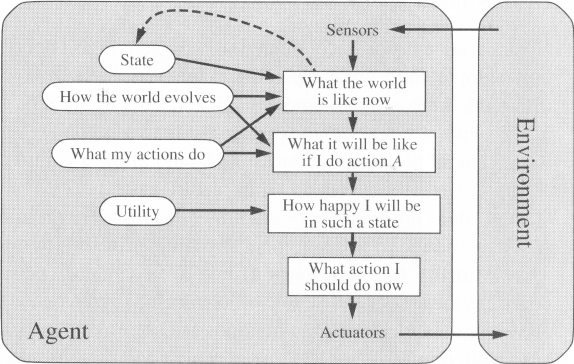 Sensors
State
What the world
is like now
How the world evolves
What it will be like
if I do action A
What my actions do
How happy I will be
in such a state
Utility
What action I
should do now
Agent
Actuators
Environment